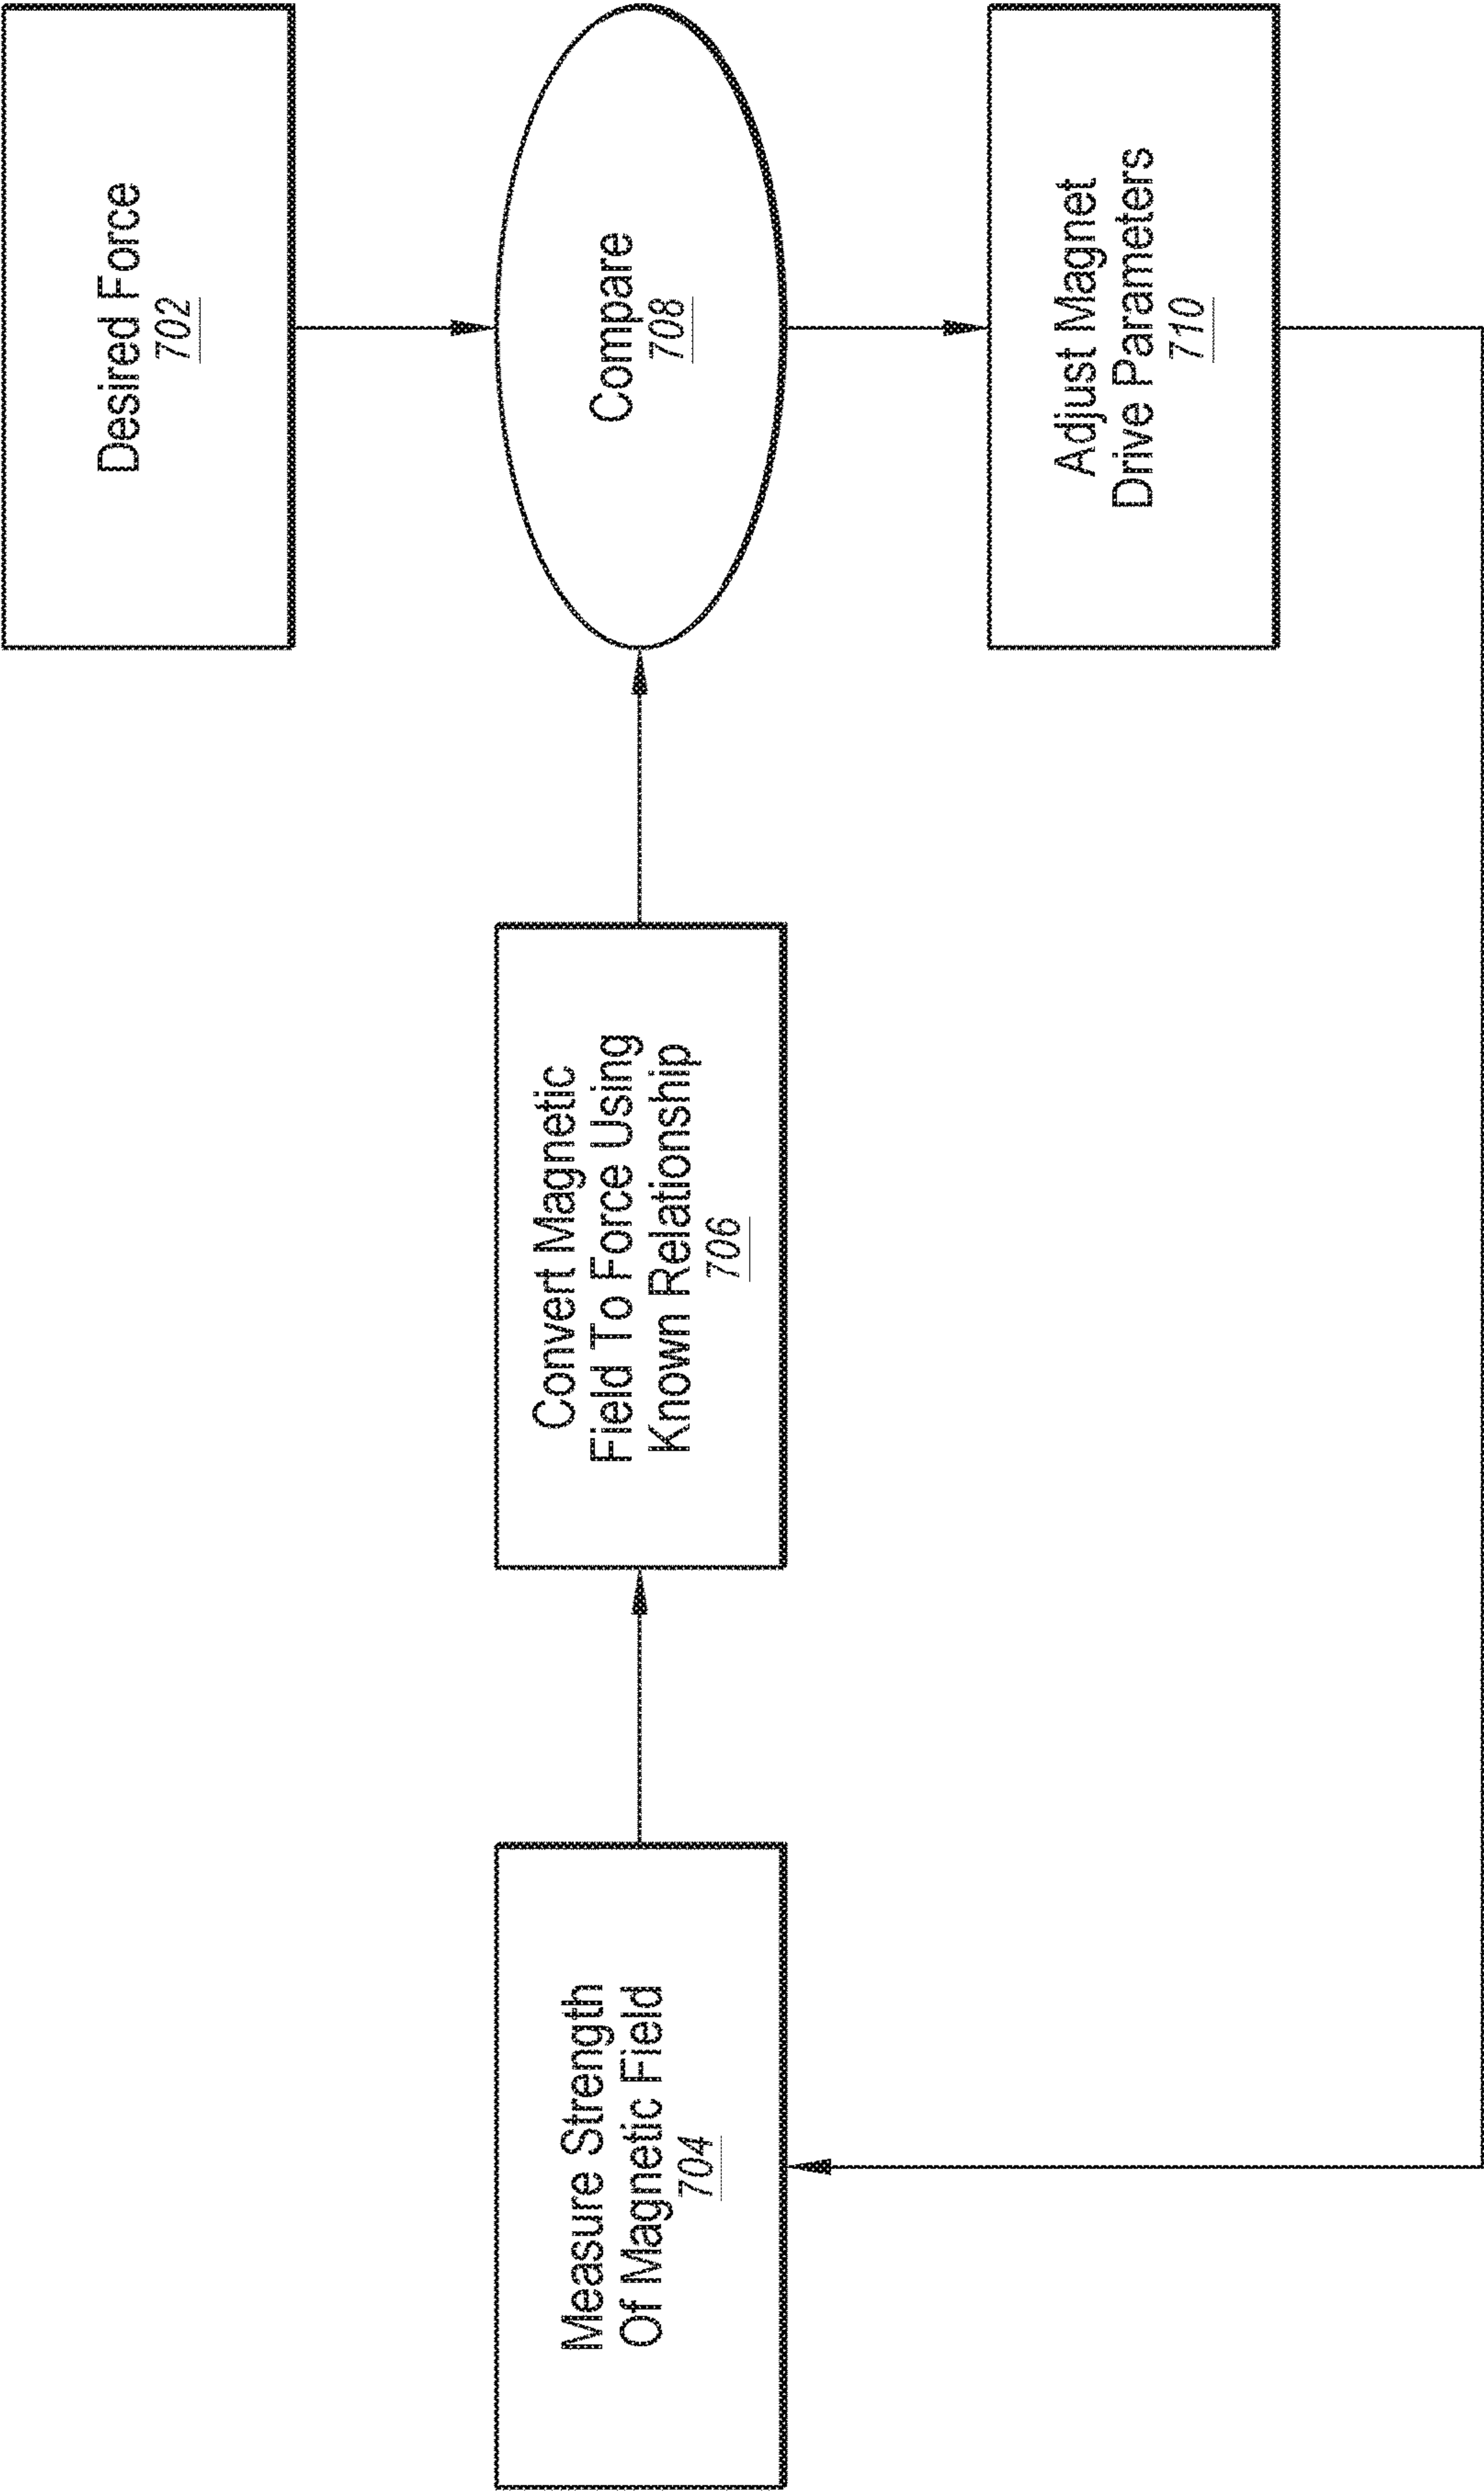 Desired Force
702
Measure Strength
Of Magnetic Field
704
Convert Magnetic
Field To Force Using
Known Relationship
706
Compare
708
Adjust Magnet
Drive Parameters
710